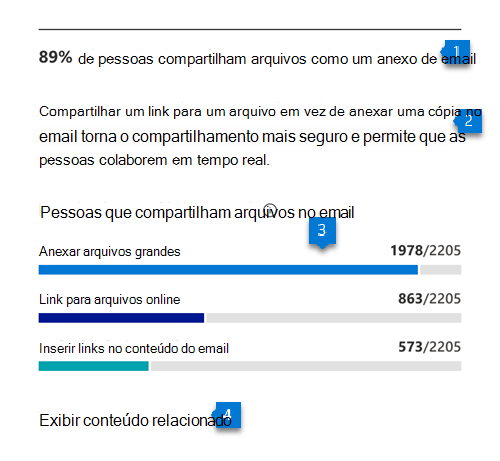 89% de pessoas compartilham arquivos como um anexo de email
1
Compartilhar um link para um arquivo em vez de anexar uma cópia no
email torna o compartilhamento mais seguro e permite que as
2
pessoas colaborem em tempo real.
Pessoas que compartilham arquivos no email
3
Anexar arquivos grandes 1978/2205
Link para arquivos online 863/2205
Inserir links no conteúdo do email 573/2205
Exibir conteúdo relacionado
4